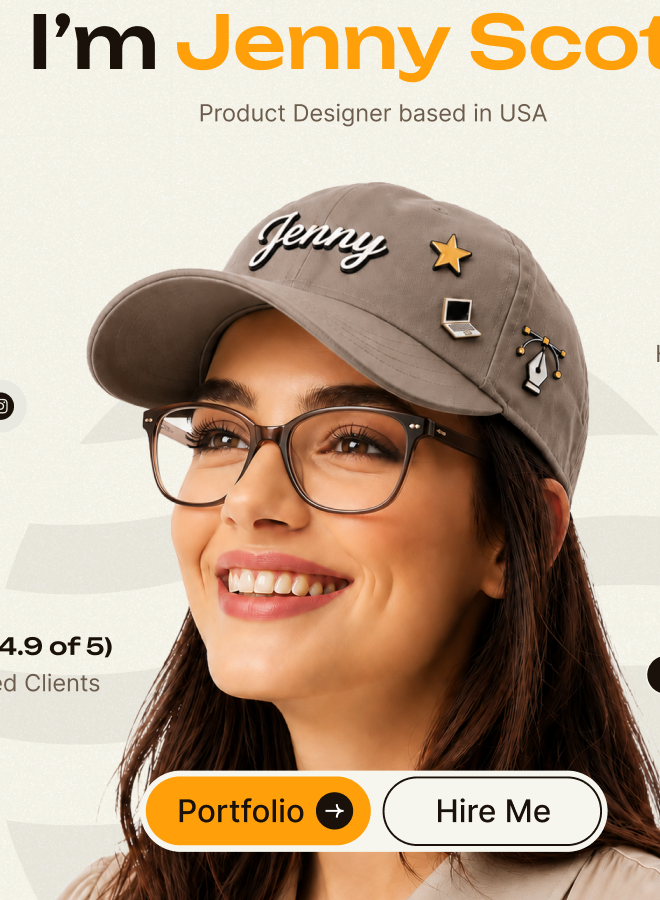 I’m Jenny Scot
Product Designer based in USA
Jenny
4.9 of 5)
ed Clients
Portfolio
Hire Me